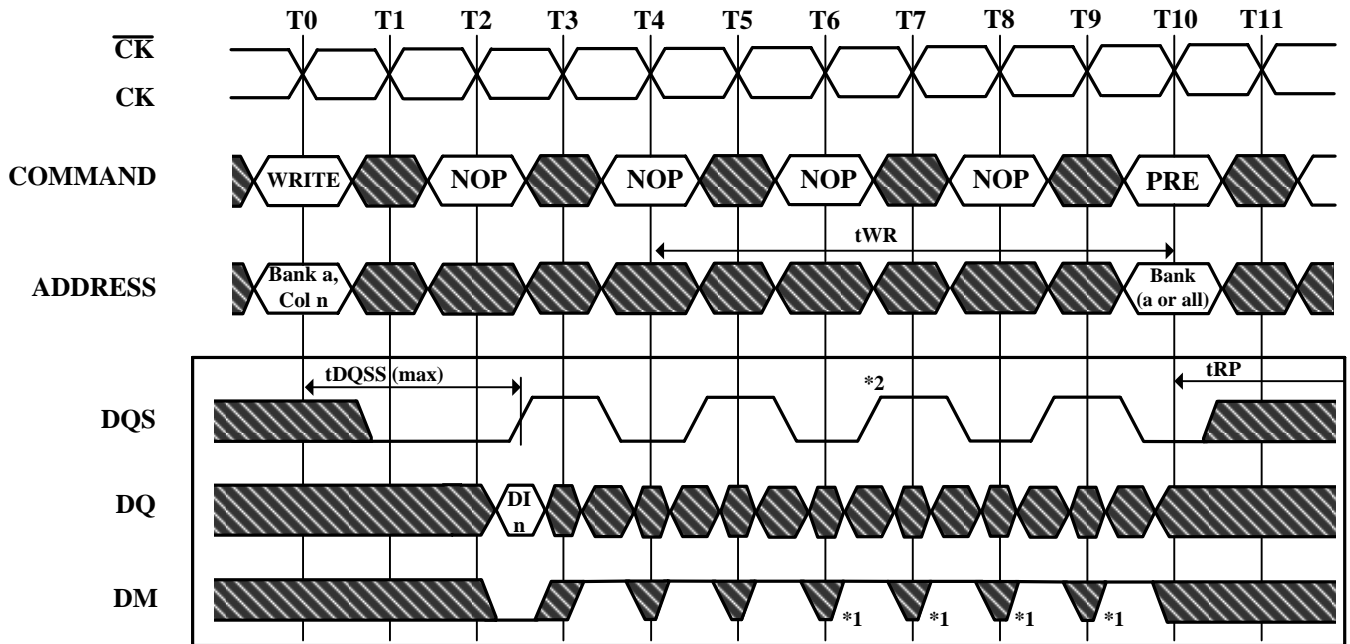 T0 T1 T2 T3 T4 T5 T6 T7 T8 T9 T10 T11
CK
CK
COMMAND WRITE NOP NOP NOP NOP PRE
tWR
ADDRESS Bank a, Col n Bank (a or all)
tDQSS (max) tRP
*2
DQS
DQ DI n
DM *1 *1 *1 *1